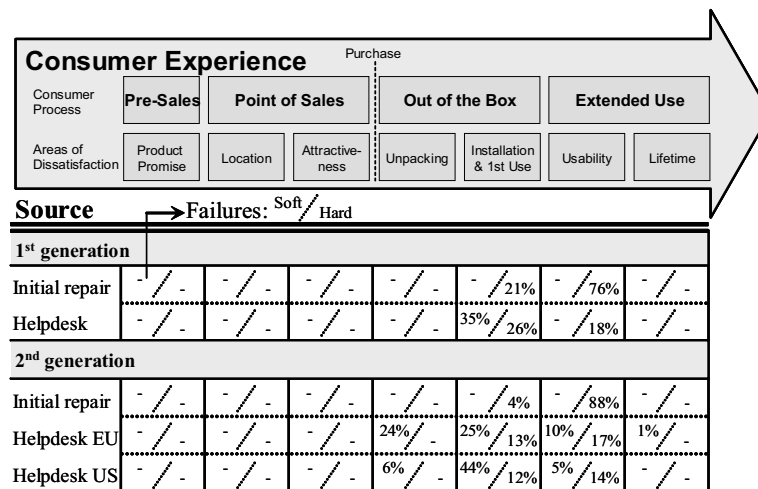 Consumer Experience
Purchase
Consumer Process
Pre-Sales
Point of Sales
Out of the Box
Extended Use
Areas of Dissatisfaction
Product Promise
Location
Attractive-ness
Unpacking
Installation & 1st Use
Usability
Lifetime
Source
Failures: Soft / Hard
1st generation
Initial repair - / - - / - - / - - / - - / 21% - / 76% - / -
Helpdesk - / - - / - - / - - / - 35% / 26% - / 18% - / -
2nd generation
Initial repair - / - - / - - / - - / - - / 4% - / 88% - / -
Helpdesk EU - / - - / - - / - 24% / - 25% / 13% 10% / 17% 1% / -
Helpdesk US - / - - / - - / - 6% / - 44% / 12% 5% / 14% - / -